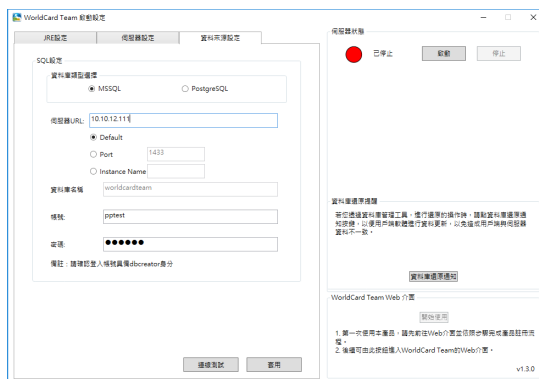 WorldCard Team 啟動設定
JRE設定
伺服器設定
資料來源設定
SQL設定
資料庫類型選擇
MSSQL
PostgreSQL
伺服器URL:
10.10.12.111
Default
Port
1433
Instance Name
資料庫名稱
worldcardteam
帳號:
pptest
密碼:
●●●●●●
備註：請確認登入帳號具備dbcreator身分
連線測試
套用
伺服器狀態
已停止
啟動
停止
資料庫還原提醒
若您透過資料庫管理工具，進行還原的操作時，請點資料庫還原通
知按鍵，以便用戶端軟體進行資料更新，以免造成用戶端與伺服器
資料不一致。
資料庫還原通知
WorldCard Team Web 介面
開始使用
1. 第一次使用本產品，請先前往Web介面並依照步驟完成產品註冊流
程。
2. 後續可由此按鈕進入WorldCard Team的Web介面。
v1.3.0